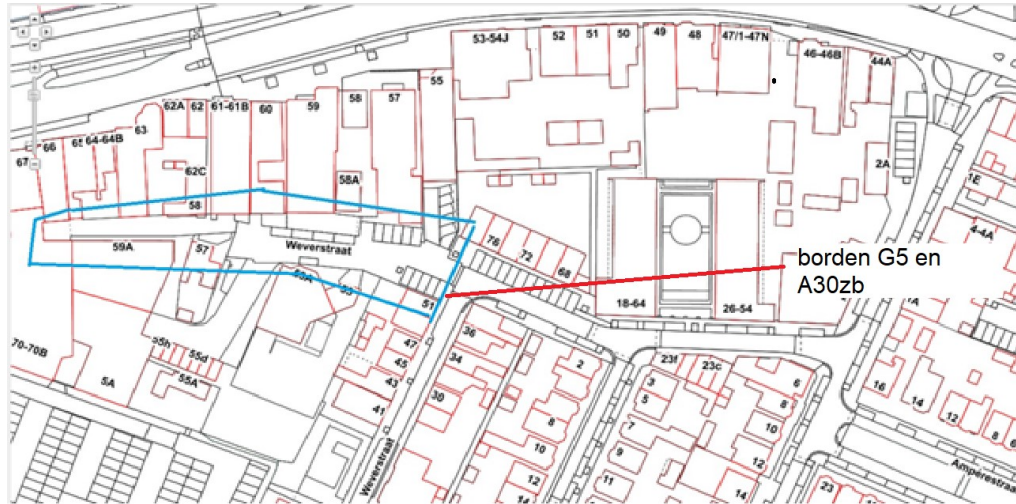 53-54J
52
51
50
49
48
47/1-47N
46-46B
44A
55
62A
62
61-61B
60
59
58
57
63
64-64B
66
67
62C
58A
58
2A
1E
4-4A
59A
57
Weverstraat
76
72
68
borden G5 en
A30zb
51
18-64
26-54
47
45
43
41
36
34
30
2
8
10
12
14
23f
23c
3
5
7
9
11
6
8
10
12
14
16
14
12
8
6
70-70B
5A
55h
55d
55A
Weverstraat
Ampèrestraat
23